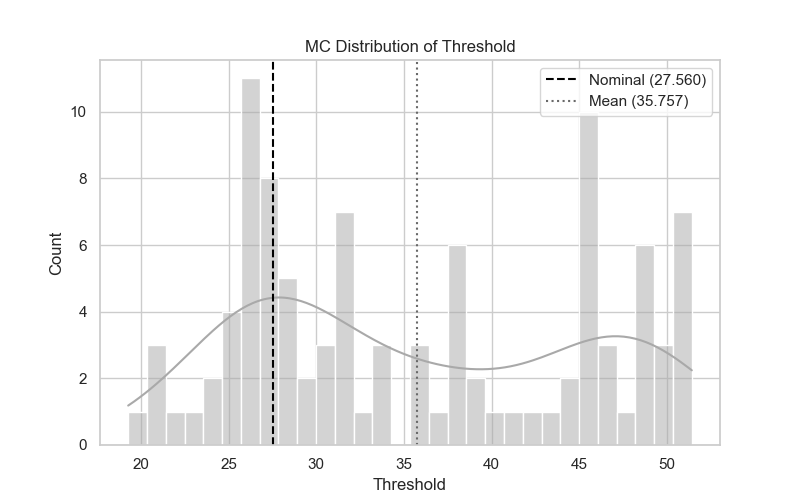 MC Distribution of Threshold
Nominal (27.560)
Mean (35.757)
Count
10
8
6
4
2
0
20 25 30 35 40 45 50
Threshold